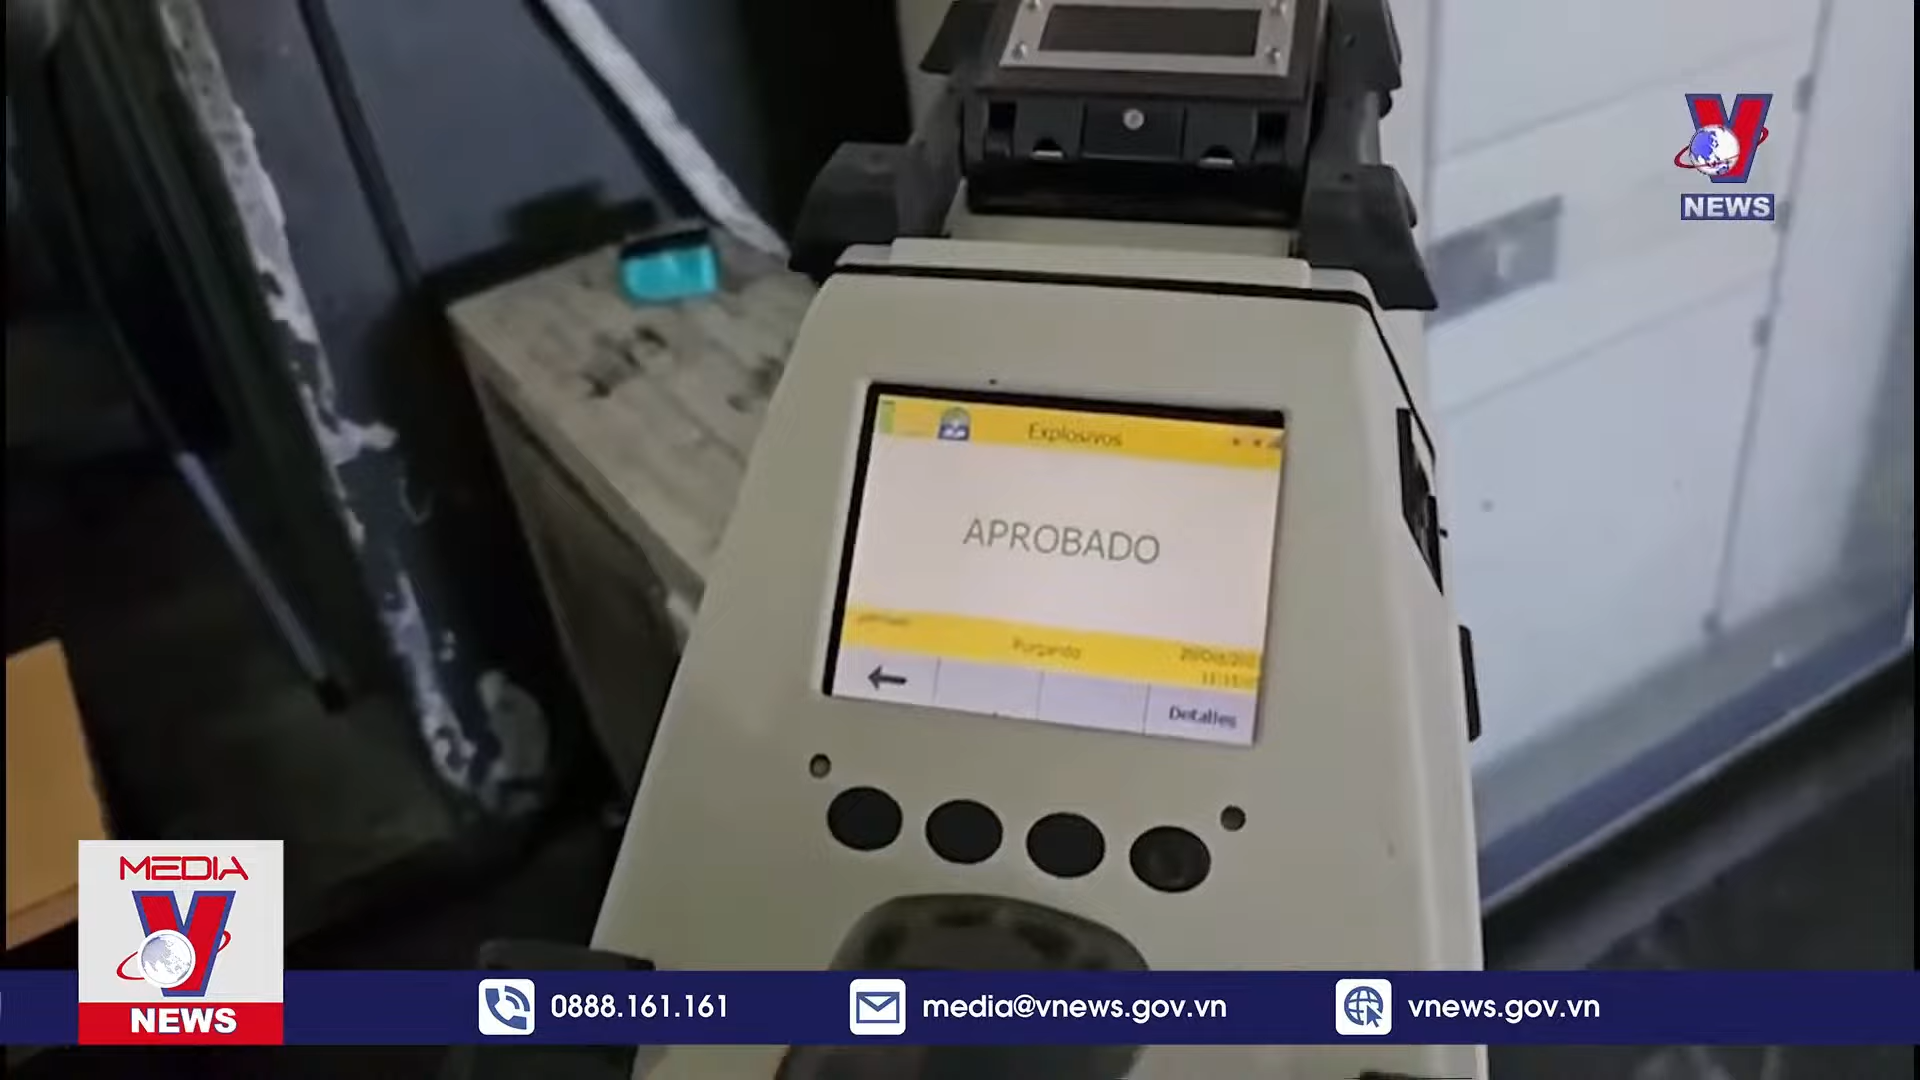 NEWS
Explosivos
APROBADO
Purgando
Detalles
MEDIA
NEWS
0888.161.161
media@vnews.gov.vn
vnews.gov.vn